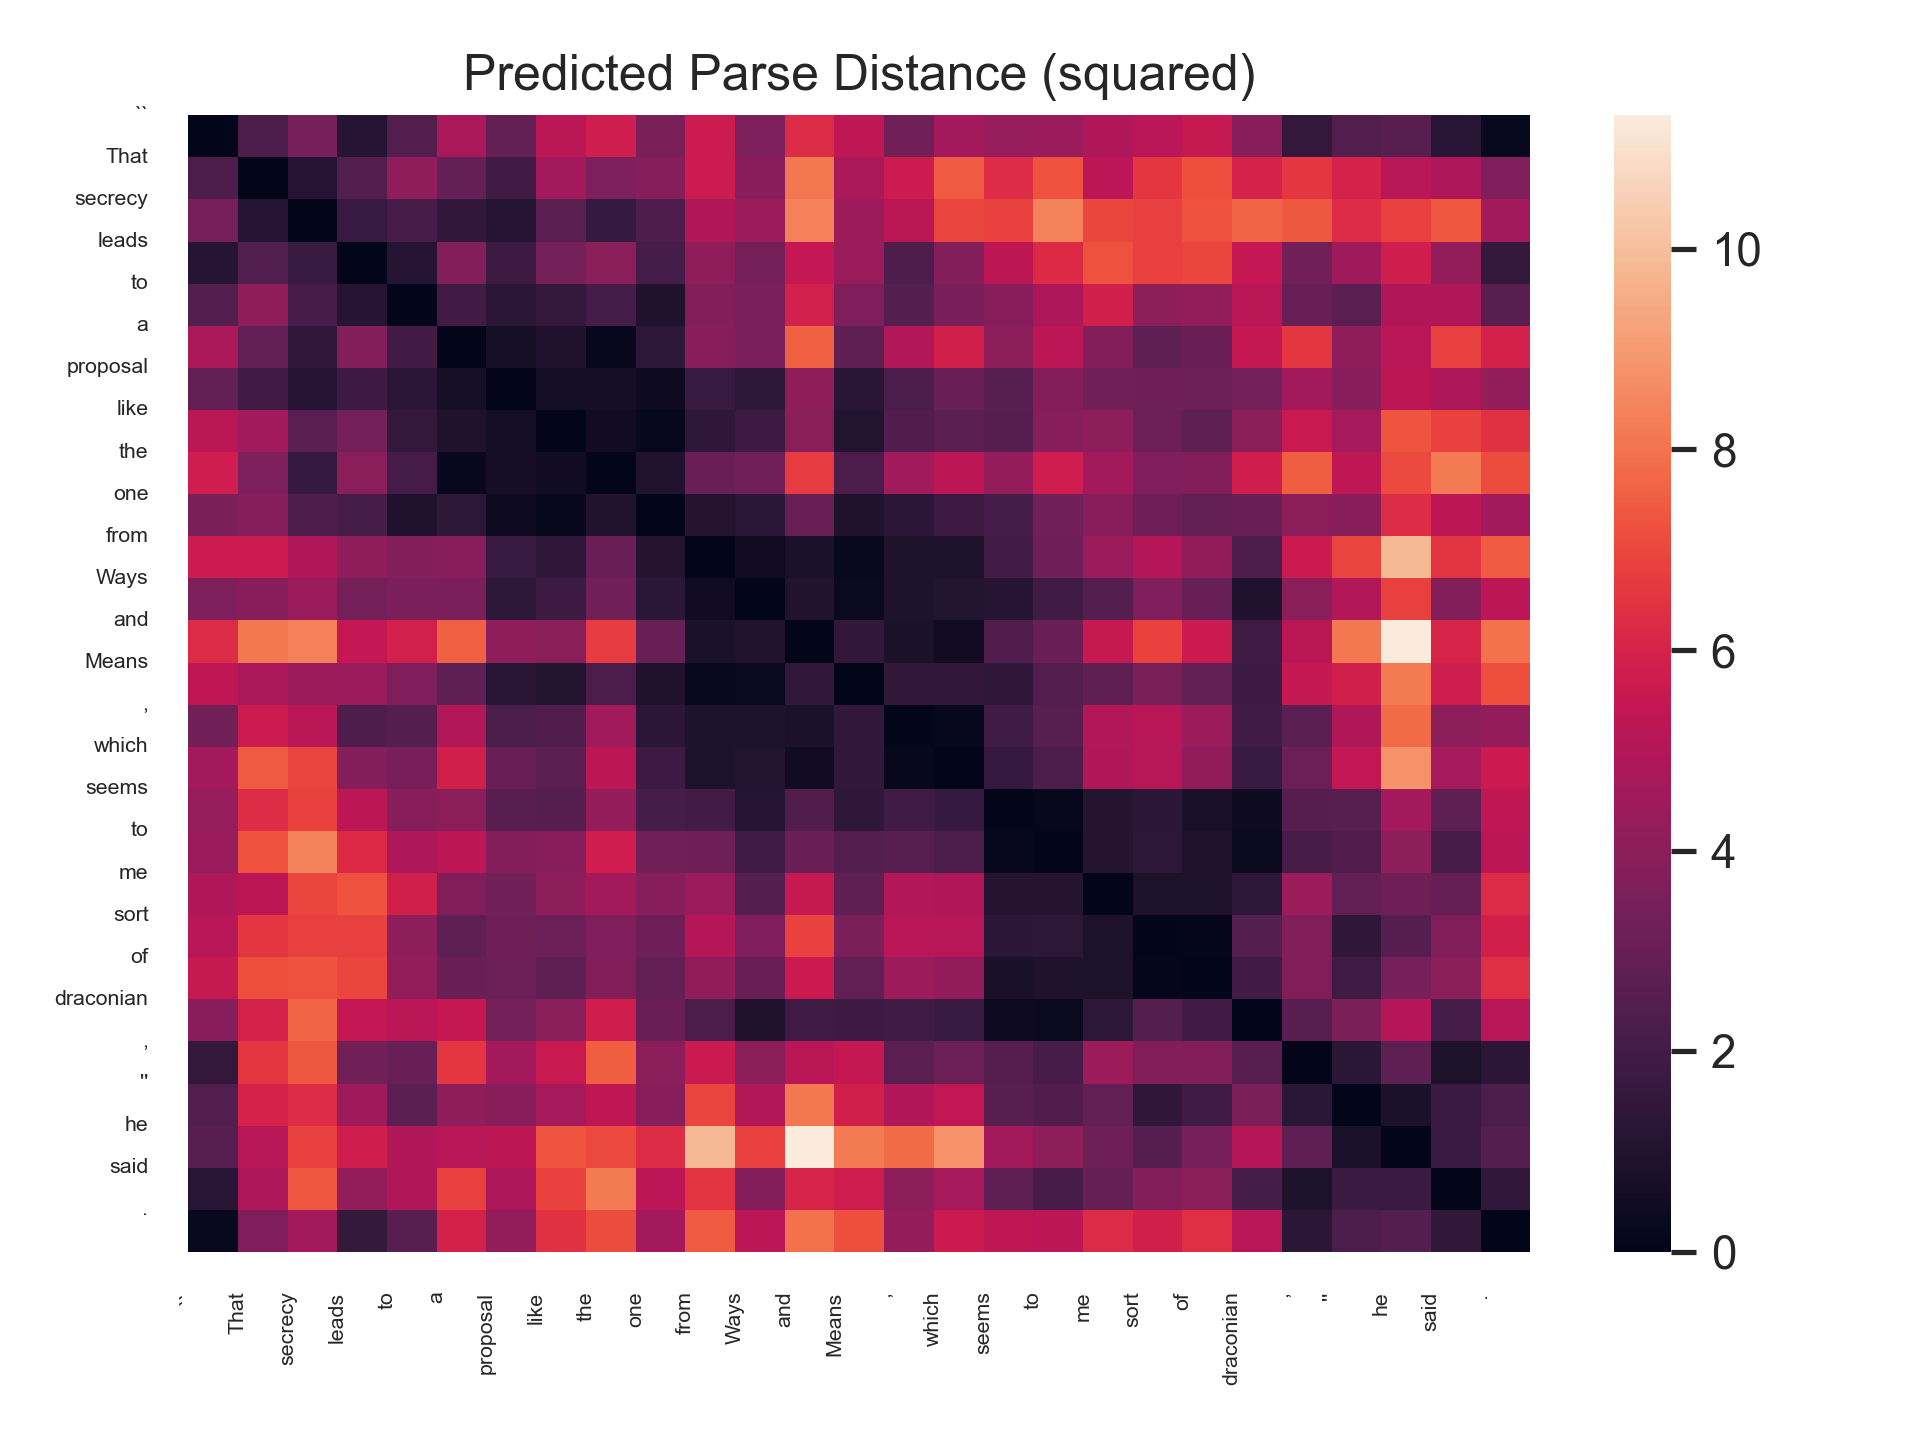 Predicted Parse Distance (squared)
``
That
secrecy
leads
to
a
proposal
like
the
one
from
Ways
and
Means
,
which
seems
to
me
sort
of
draconian
,
''
he
said
.
10
8
6
4
2
0
``
That
secrecy
leads
to
a
proposal
like
the
one
from
Ways
and
Means
,
which
seems
to
me
sort
of
draconian
,
''
he
said
.